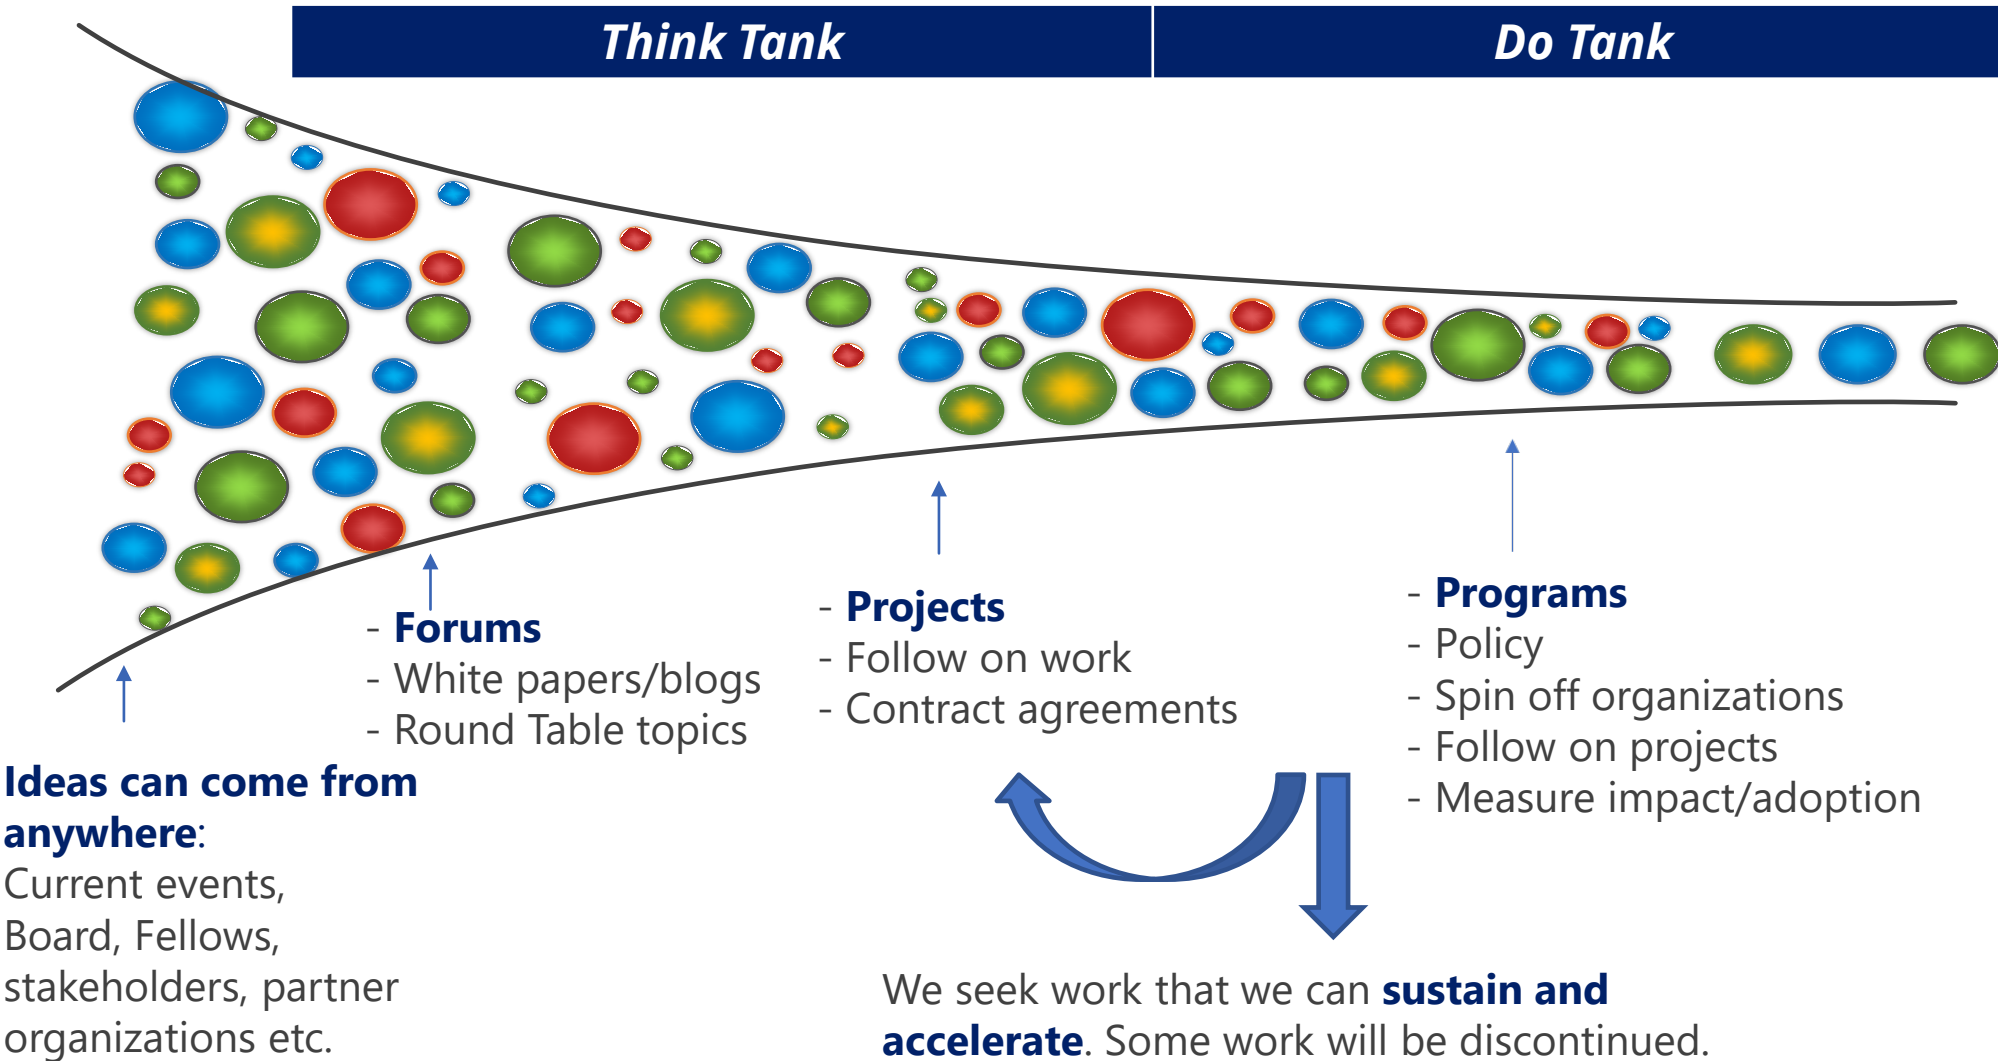 Think Tank
Do Tank
- Forums
- White papers/blogs
- Round Table topics
- Projects
- Follow on work
- Contract agreements
- Programs
- Policy
- Spin off organizations
- Follow on projects
- Measure impact/adoption
Ideas can come from
anywhere:
Current events,
Board, Fellows,
stakeholders, partner
organizations etc.
We seek work that we can sustain and
accelerate. Some work will be discontinued.